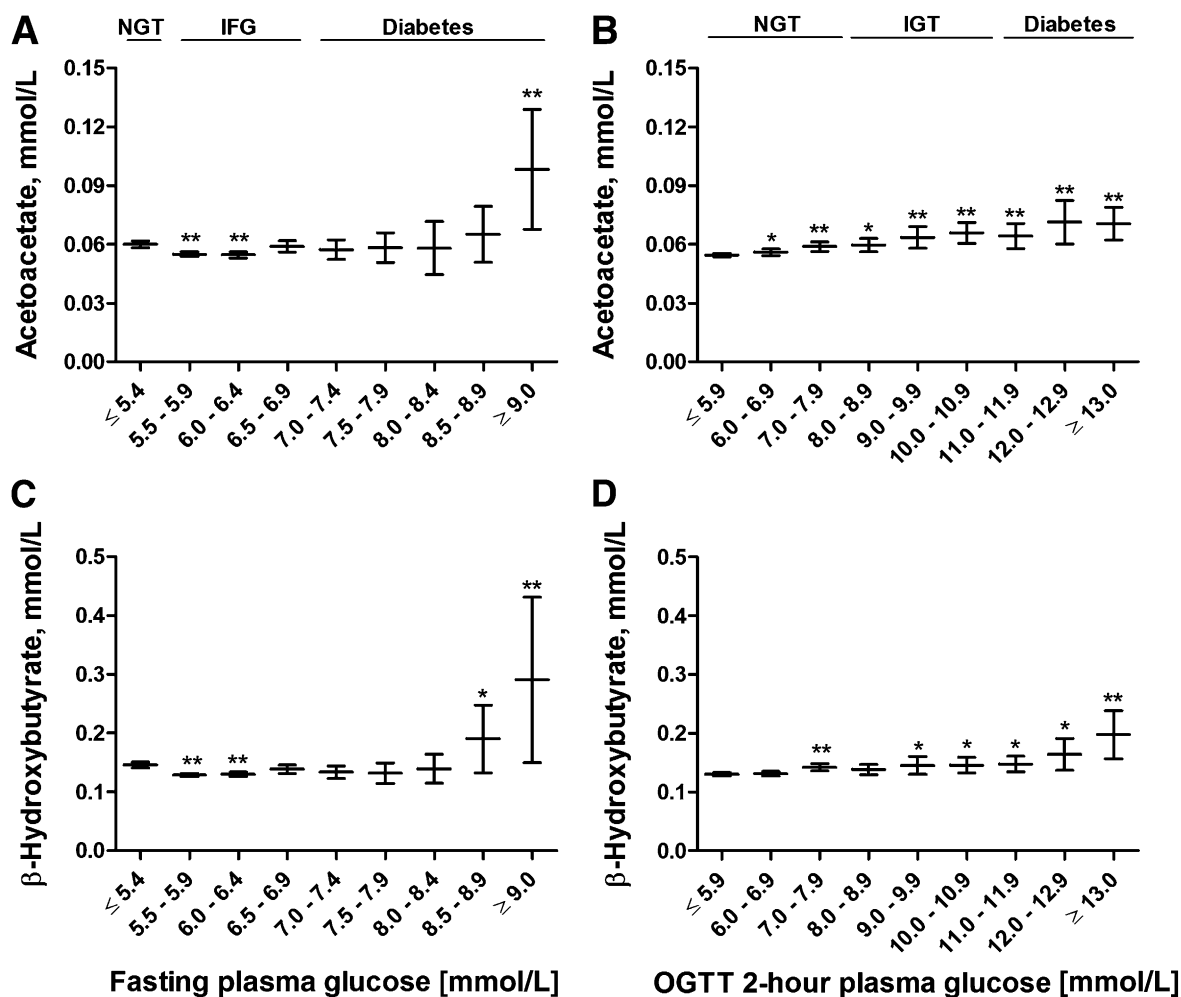 A
NGT IFG Diabetes
Acetoacetate, mmol/L
0.15
0.12
0.09
0.06
0.03
0.00
** ** **
≤ 5.4
5.5 - 5.9
6.0 - 6.4
6.5 - 6.9
7.0 - 7.4
7.5 - 7.9
8.0 - 8.4
8.5 - 8.9
≥ 9.0
B
NGT IGT Diabetes
Acetoacetate, mmol/L
0.15
0.12
0.09
0.06
0.03
0.00
* ** * ** ** ** ** **
≤ 5.9
6.0 - 6.9
7.0 - 7.9
8.0 - 8.9
9.0 - 9.9
10.0 - 10.9
11.0 - 11.9
12.0 - 12.9
≥ 13.0
C
β-Hydroxybutyrate, mmol/L
0.5
0.4
0.3
0.2
0.1
0.0
** ** * **
≤ 5.4
5.5 - 5.9
6.0 - 6.4
6.5 - 6.9
7.0 - 7.4
7.5 - 7.9
8.0 - 8.4
8.5 - 8.9
≥ 9.0
Fasting plasma glucose [mmol/L]
D
β-Hydroxybutyrate, mmol/L
0.5
0.4
0.3
0.2
0.1
0.0
** * * * * **
≤ 5.9
6.0 - 6.9
7.0 - 7.9
8.0 - 8.9
9.0 - 9.9
10.0 - 10.9
11.0 - 11.9
12.0 - 12.9
≥ 13.0
OGTT 2-hour plasma glucose [mmol/L]